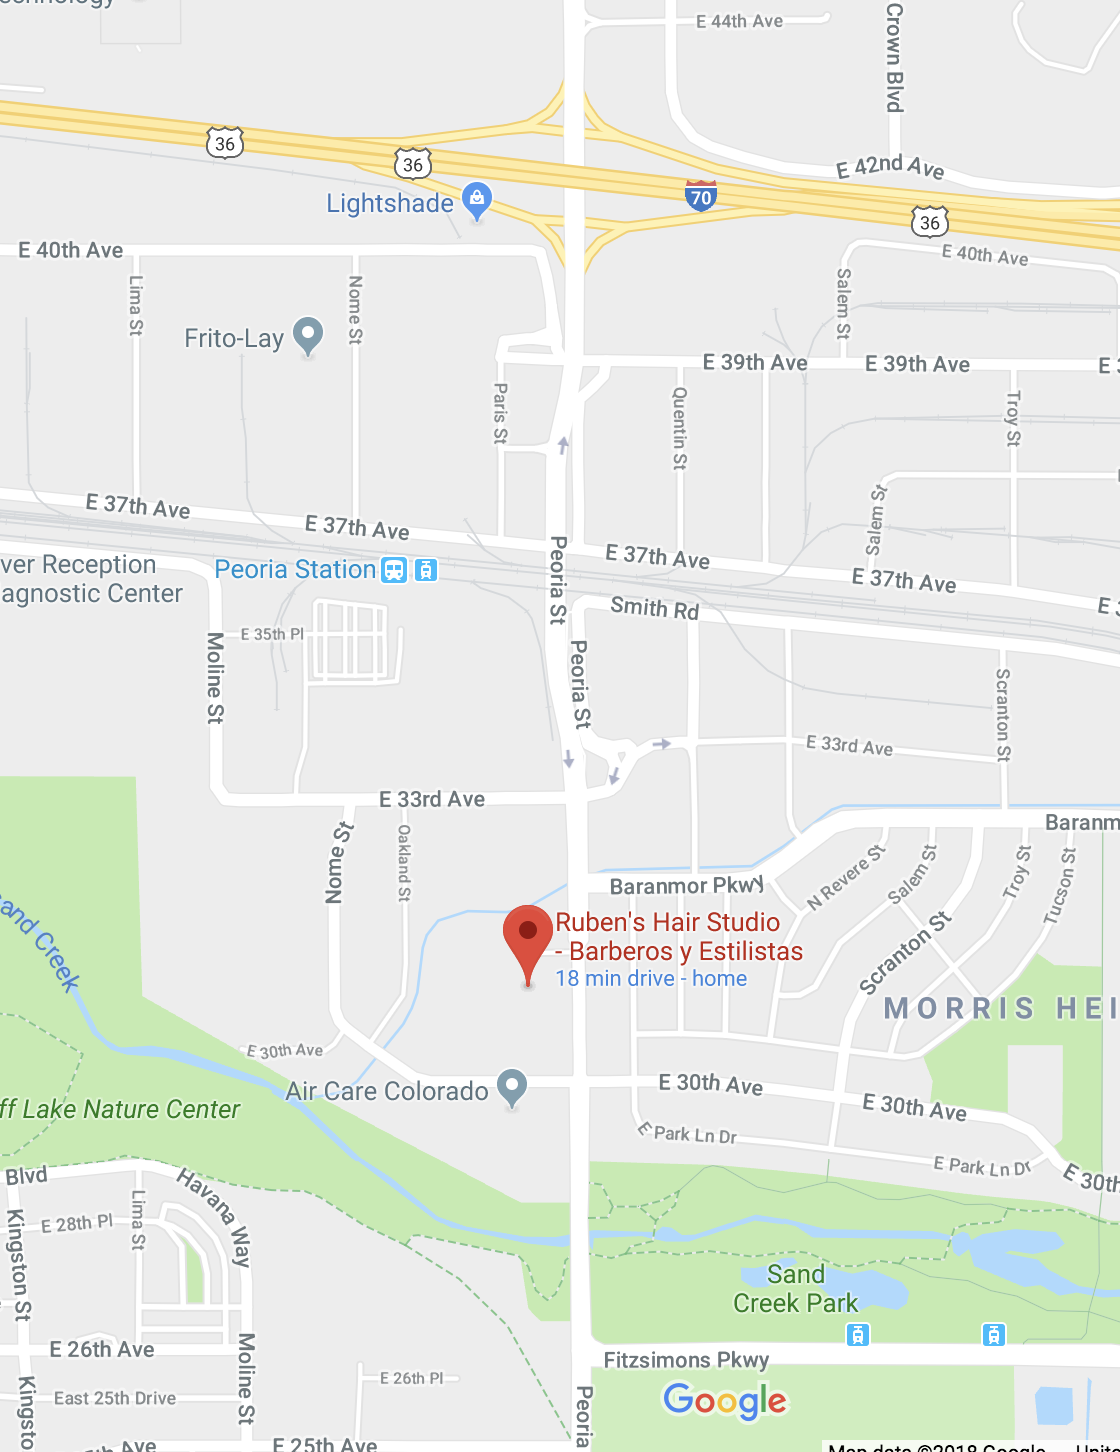 E 44th Ave
Crown Blvd
36
36
E 42nd Ave
70
36
Lightshade
E 40th Ave
E 40th Ave
Lima St
Nome St
Salem St
Frito-Lay
E 39th Ave
E 39th Ave
Paris St
Quentin St
Troy St
E 37th Ave
E 37th Ave
Salem St
E 37th Ave
E 37th Ave
Peoria St
ver Reception
agnostic Center
Peoria Station
Smith Rd
E 35th Pl
Moline St
Peoria St
Scranton St
E 33rd Ave
E 33rd Ave
Nome St
Oakland St
Baranm
Baranmor Pkwy
N Revere St
Salem St
Troy St
Tucson St
Scranton St
and Creek
Ruben's Hair Studio
- Barberos y Estilistas
18 min drive - home
MORRIS HEI
E 30th Ave
Air Care Colorado
E 30th Ave
E 30th Ave
ff Lake Nature Center
E Park Ln Dr
E Park Ln Dr
E 30th
Blvd
Havana Way
Kingston St
E 28th Pl
Lima St
Sand
Creek Park
E 26th Ave
Moline St
Fitzsimons Pkwy
E 26th Pl
East 25th Drive
Kingsto
Peoria
Google
E 25th Ave
Map data ©2018 Google